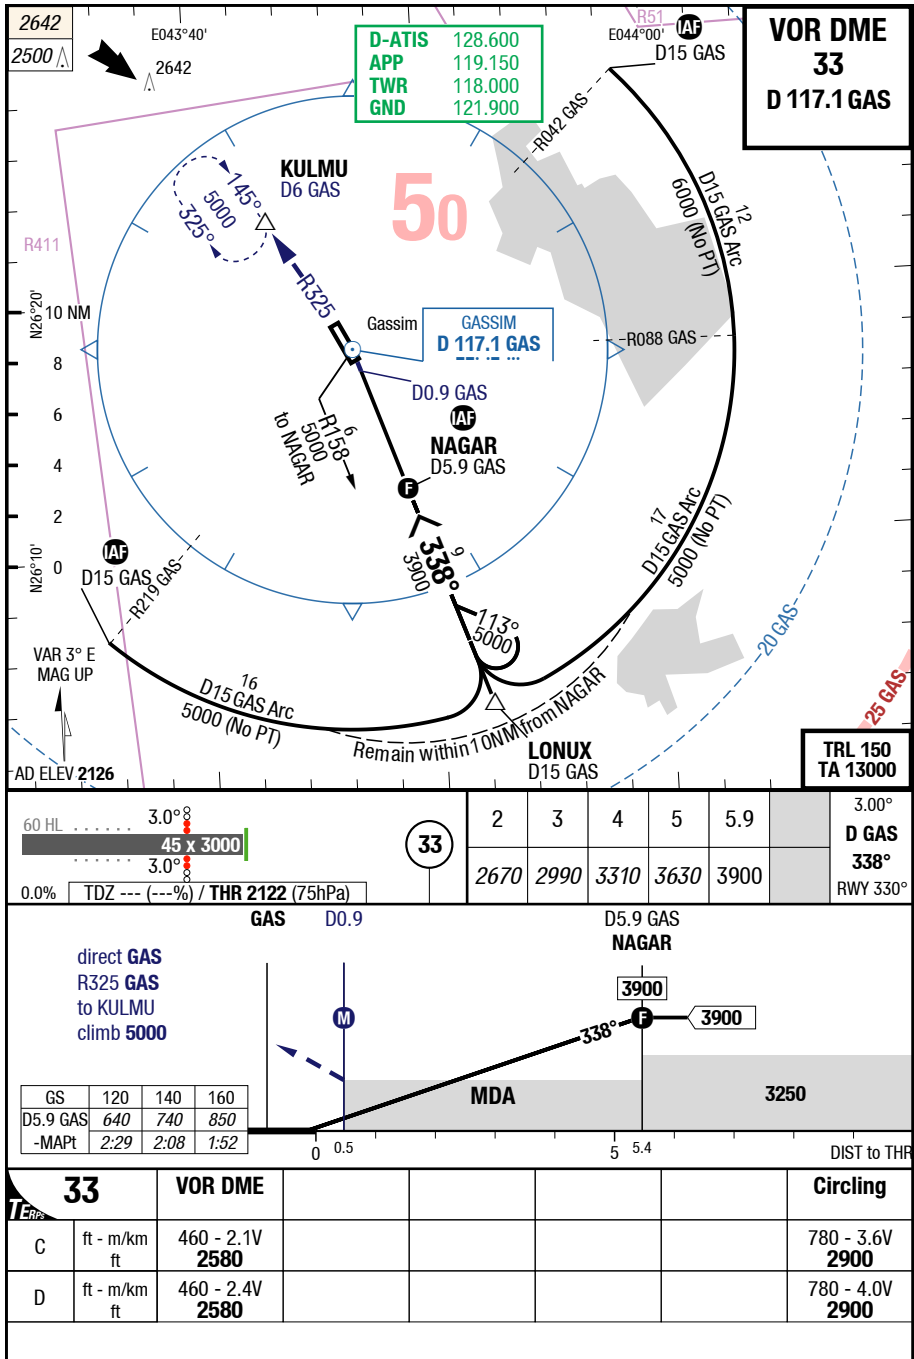 2642
2500
2642
E043°40'
D-ATIS 128.600
APP 119.150
TWR 118.000
GND 121.900
R51
E044°00'
IAF
D15 GAS
VOR DME
33
D 117.1 GAS
R042 GAS
KULMU
D6 GAS
145°
5000
325°
50
12
D15 GAS Arc
6000 (No PT)
R411
R325
N26°20'
10 NM
8
6
4
2
0
N26°10'
Gassim
GASSIM
D 117.1 GAS
R088 GAS
D0.9 GAS
IAF
NAGAR
D5.9 GAS
6
R158
5000
to NAGAR
F
17
D15 GAS Arc
5000 (No PT)
9
338°
3900
IAF
D15 GAS
R219 GAS
113°
5000
20 GAS
25 GAS
VAR 3° E
MAG UP
AD ELEV 2126
16
D15 GAS Arc
5000 (No PT)
Remain within 10NM from NAGAR
LONUX
D15 GAS
TRL 150
TA 13000
60 HL
3.0°
45 x 3000
3.0°
0.0%
TDZ --- (---%) / THR 2122 (75hPa)
33
2 3 4 5 5.9
2670 2990 3310 3630 3900
3.00°
D GAS
338°
RWY 330°
GAS D0.9
D5.9 GAS
NAGAR
direct GAS
R325 GAS
to KULMU
climb 5000
M
3900
F
3900
338°
MDA
3250
GS 120 140 160
D5.9 GAS 640 740 850
-MAPt 2:29 2:08 1:52
0 0.5 5 5.4 DIST to THR
TERPS
33 VOR DME Circling
C ft - m/km 460 - 2.1V 780 - 3.6V
ft 2580 2900
D ft - m/km 460 - 2.4V 780 - 4.0V
ft 2580 2900